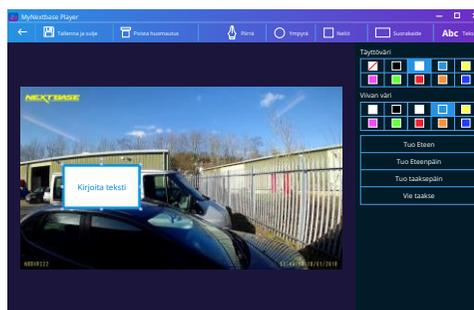 MyNextbase Player
Tallenna ja sulje
Poista huomautus
Piirrä
Ympyrä
Neliö
Suorakaide
Abc
Täyttöväri
NEXTBASE
Viivan väri
Tuo Eteen
Tuo Eteenpäin
Tuo taaksepäin
Vie taakse
Kirjoita teksti